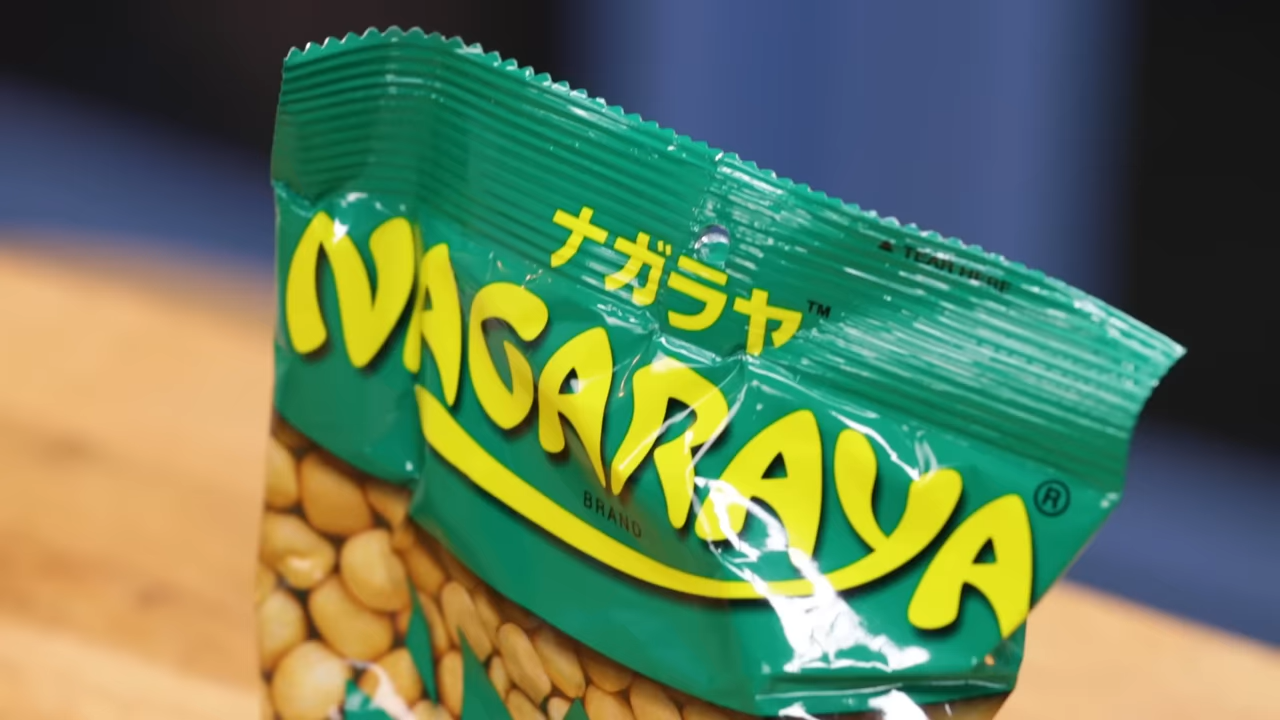 ▲ TEAR HERE
ナガラヤ™
NAGARAYA®
BRAND